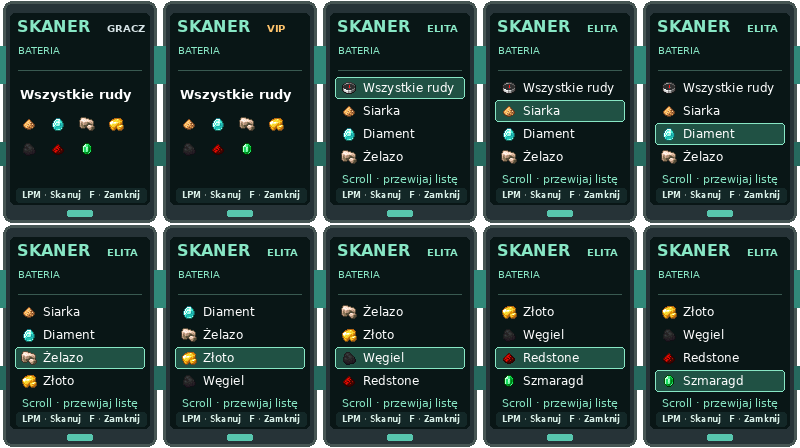 SKANER GRACZ
BATERIA
Wszystkie rudy
LPM · Skanuj F · Zamknij
SKANER VIP
BATERIA
Wszystkie rudy
LPM · Skanuj F · Zamknij
SKANER ELITA
BATERIA
Wszystkie rudy
Siarka
Diament
Żelazo
Scroll · przewijaj listę
LPM · Skanuj F · Zamknij
SKANER ELITA
BATERIA
Wszystkie rudy
Siarka
Diament
Żelazo
Scroll · przewijaj listę
LPM · Skanuj F · Zamknij
SKANER ELITA
BATERIA
Wszystkie rudy
Siarka
Diament
Żelazo
Scroll · przewijaj listę
LPM · Skanuj F · Zamknij
SKANER ELITA
BATERIA
Siarka
Diament
Żelazo
Złoto
Scroll · przewijaj listę
LPM · Skanuj F · Zamknij
SKANER ELITA
BATERIA
Diament
Żelazo
Złoto
Węgiel
Scroll · przewijaj listę
LPM · Skanuj F · Zamknij
SKANER ELITA
BATERIA
Żelazo
Złoto
Węgiel
Redstone
Scroll · przewijaj listę
LPM · Skanuj F · Zamknij
SKANER ELITA
BATERIA
Złoto
Węgiel
Redstone
Szmaragd
Scroll · przewijaj listę
LPM · Skanuj F · Zamknij
SKANER ELITA
BATERIA
Złoto
Węgiel
Redstone
Szmaragd
Scroll · przewijaj listę
LPM · Skanuj F · Zamknij